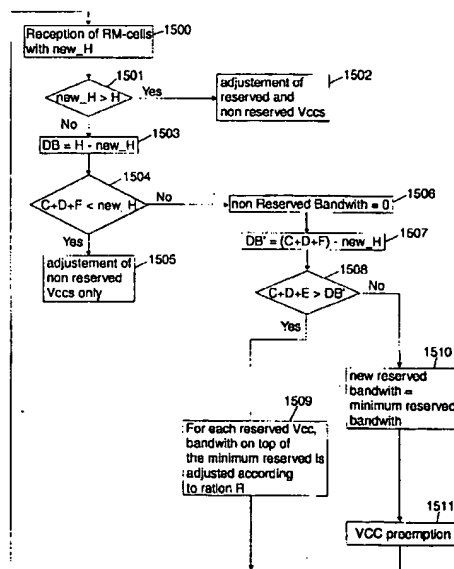 Reception of RM-cells
with new_H
1500
1501
new_H > H
Yes
No
adjustement of
reserved and
non reserved Vccs
1502
DB = H - new_H
1503
1504
C+D+F < new_H
No
Yes
non Reserved Bandwith = 0
1506
DB' = (C+D+F) - new_H
1507
adjustement of
non reserved
Vccs only
1505
1508
C+D+E > DB'
No
Yes
1510
new reserved
bandwith =
minimum reserved
bandwith
1509
For each reserved Vcc,
bandwith on top of
the minimum reserved is
adjusted according
to ration R
1511
VCC preemption